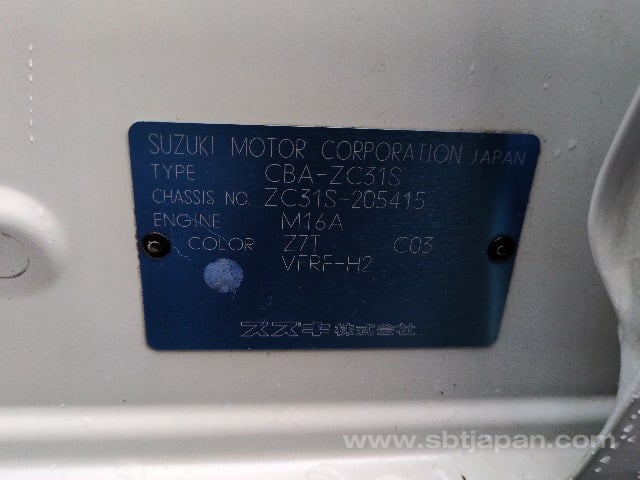 SUZUKI MOTOR CORPORATION JAPAN
TYPE CBA-ZC31S
CHASSIS NO. ZC31S-205415
ENGINE M16A
COLOR Z7T C03
VFRF-H2
スズキ株式会社
www.sbtjapan.com